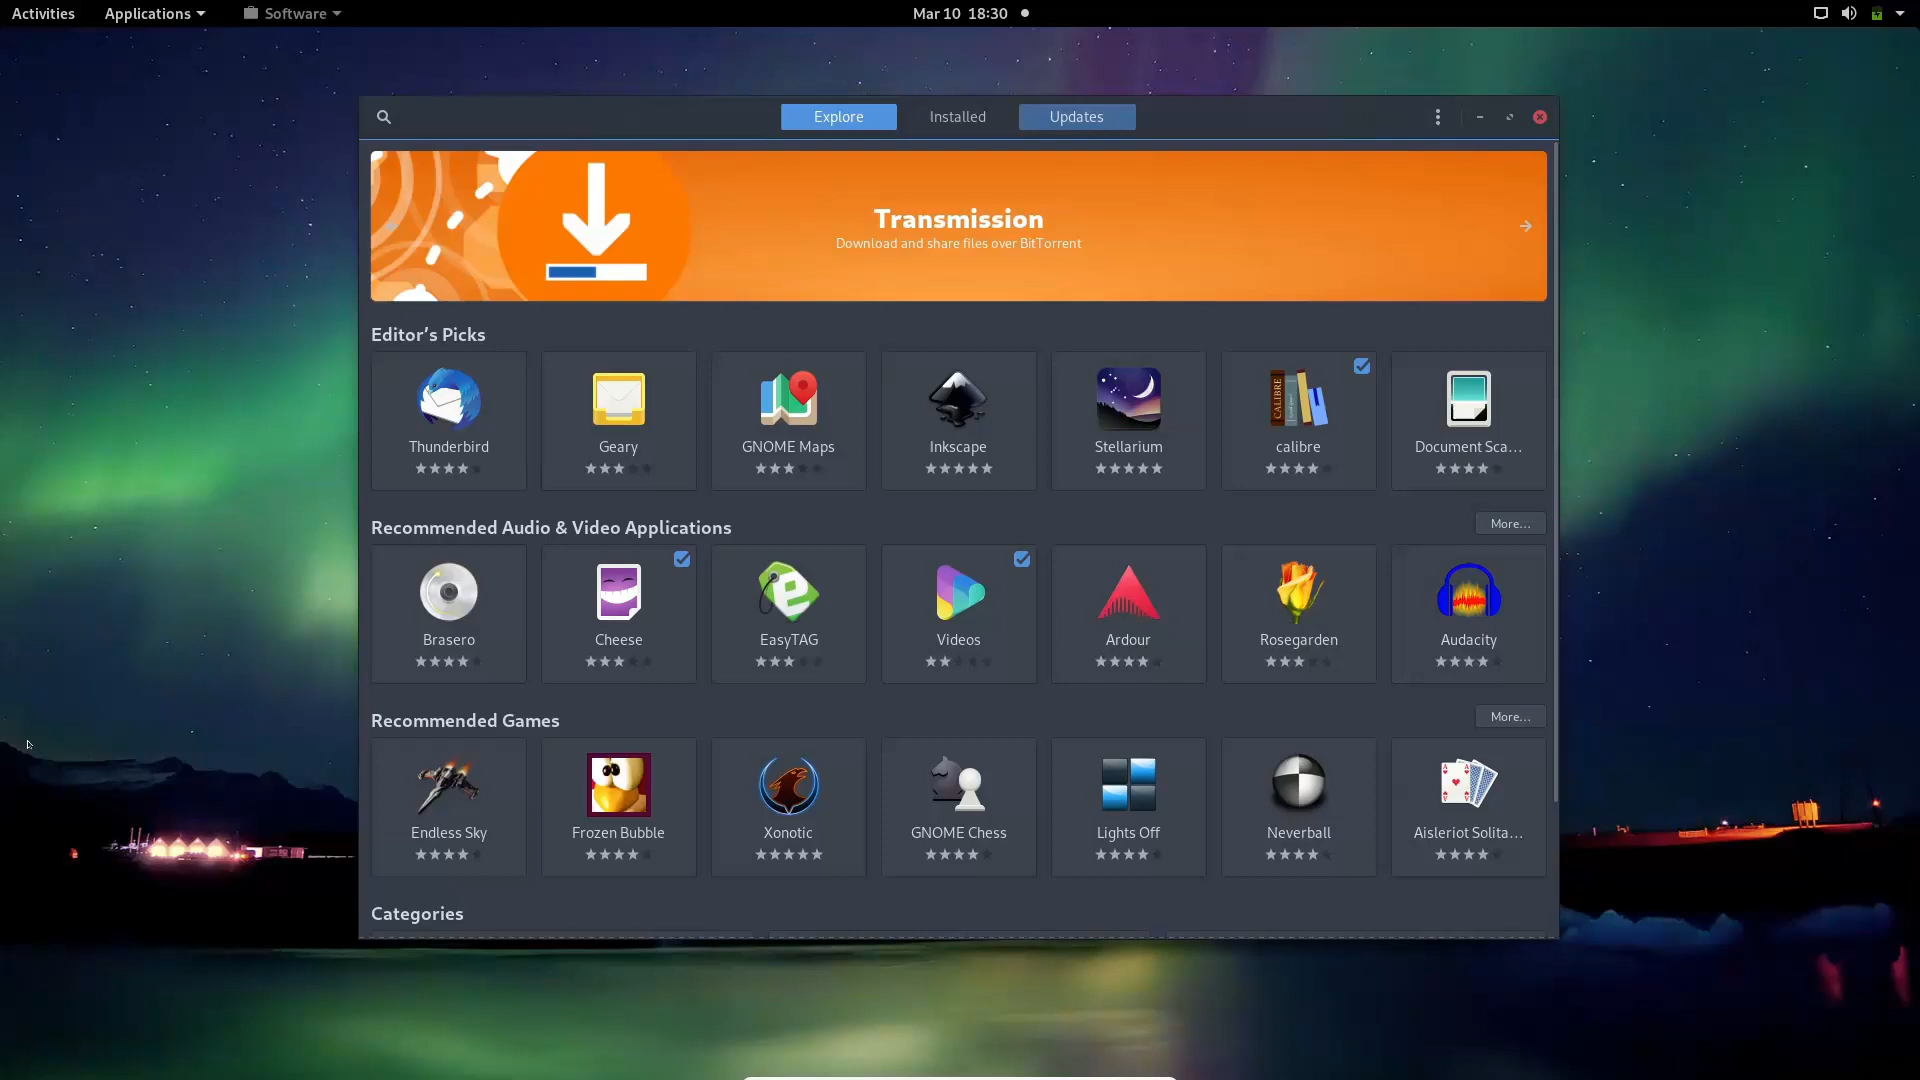 Activities Applications Software Mar 10 18:30
Explore Installed Updates
Transmission
Download and share files over BitTorrent
Editor’s Picks
Thunderbird Geary GNOME Maps Inkscape Stellarium calibre Document Sca...
Recommended Audio & Video Applications More...
Brasero Cheese EasyTAG Videos Ardour Rosegarden Audacity
Recommended Games More...
Endless Sky Frozen Bubble Xonotic GNOME Chess Lights Off Neverball Aisleriot Solita...
Categories